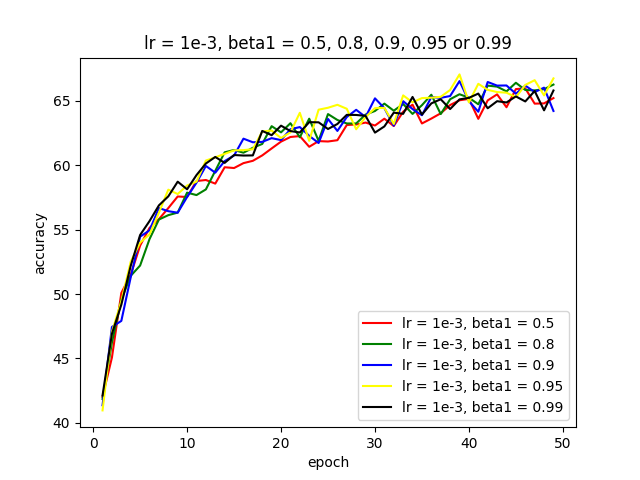 lr = 1e-3, beta1 = 0.5, 0.8, 0.9, 0.95 or 0.99
accuracy
65
60
55
50
45
40
lr = 1e-3, beta1 = 0.5
lr = 1e-3, beta1 = 0.8
lr = 1e-3, beta1 = 0.9
lr = 1e-3, beta1 = 0.95
lr = 1e-3, beta1 = 0.99
0 10 20 30 40 50
epoch